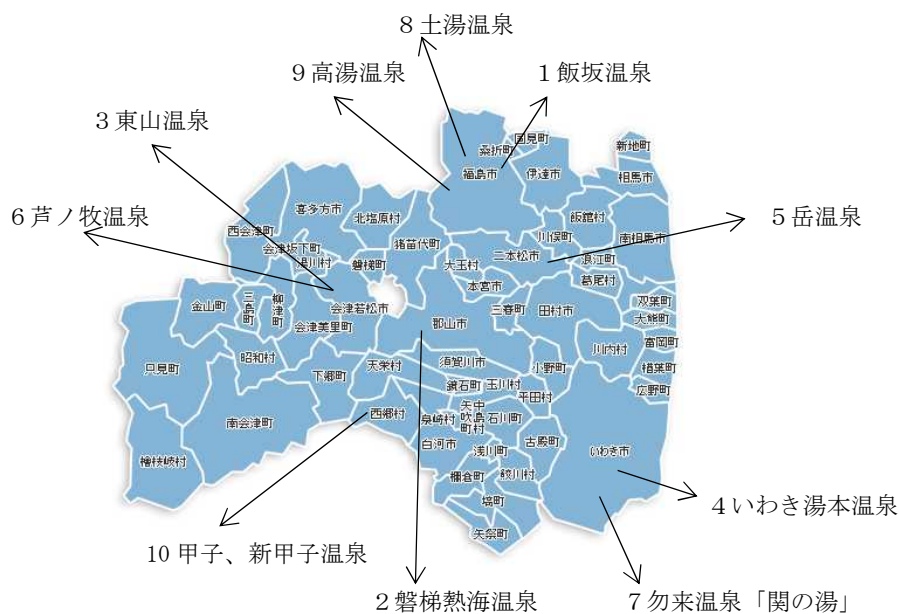 8土湯温泉
9高湯温泉
1飯坂温泉
3東山温泉
6芦ノ牧温泉
5岳温泉
国見町
桑折町
新地町
福島市
伊達市
相馬市
喜多方市
北塩原村
飯舘村
西会津町
猪苗代町
川俣町
南相馬市
会津坂下町
湯川村
磐梯町
大玉村
二本松市
浪江町
葛尾村
本宮市
金山町
三島町
柳津町
会津若松市
三春町
田村市
双葉町
大熊町
会津美里町
郡山市
富岡町
川内村
昭和村
只見町
下郷町
天栄村
須賀川市
小野町
楢葉町
鏡石町
玉川村
平田村
広野町
南会津町
西郷村
泉崎村
矢吹町
中島村
石川町
白河市
古殿町
浅川町
いわき市
檜枝岐村
棚倉町
鮫川村
塙町
矢祭町
4いわき湯本温泉
10 甲子、新甲子温泉
2磐梯熱海温泉
7勿来温泉「関の湯」